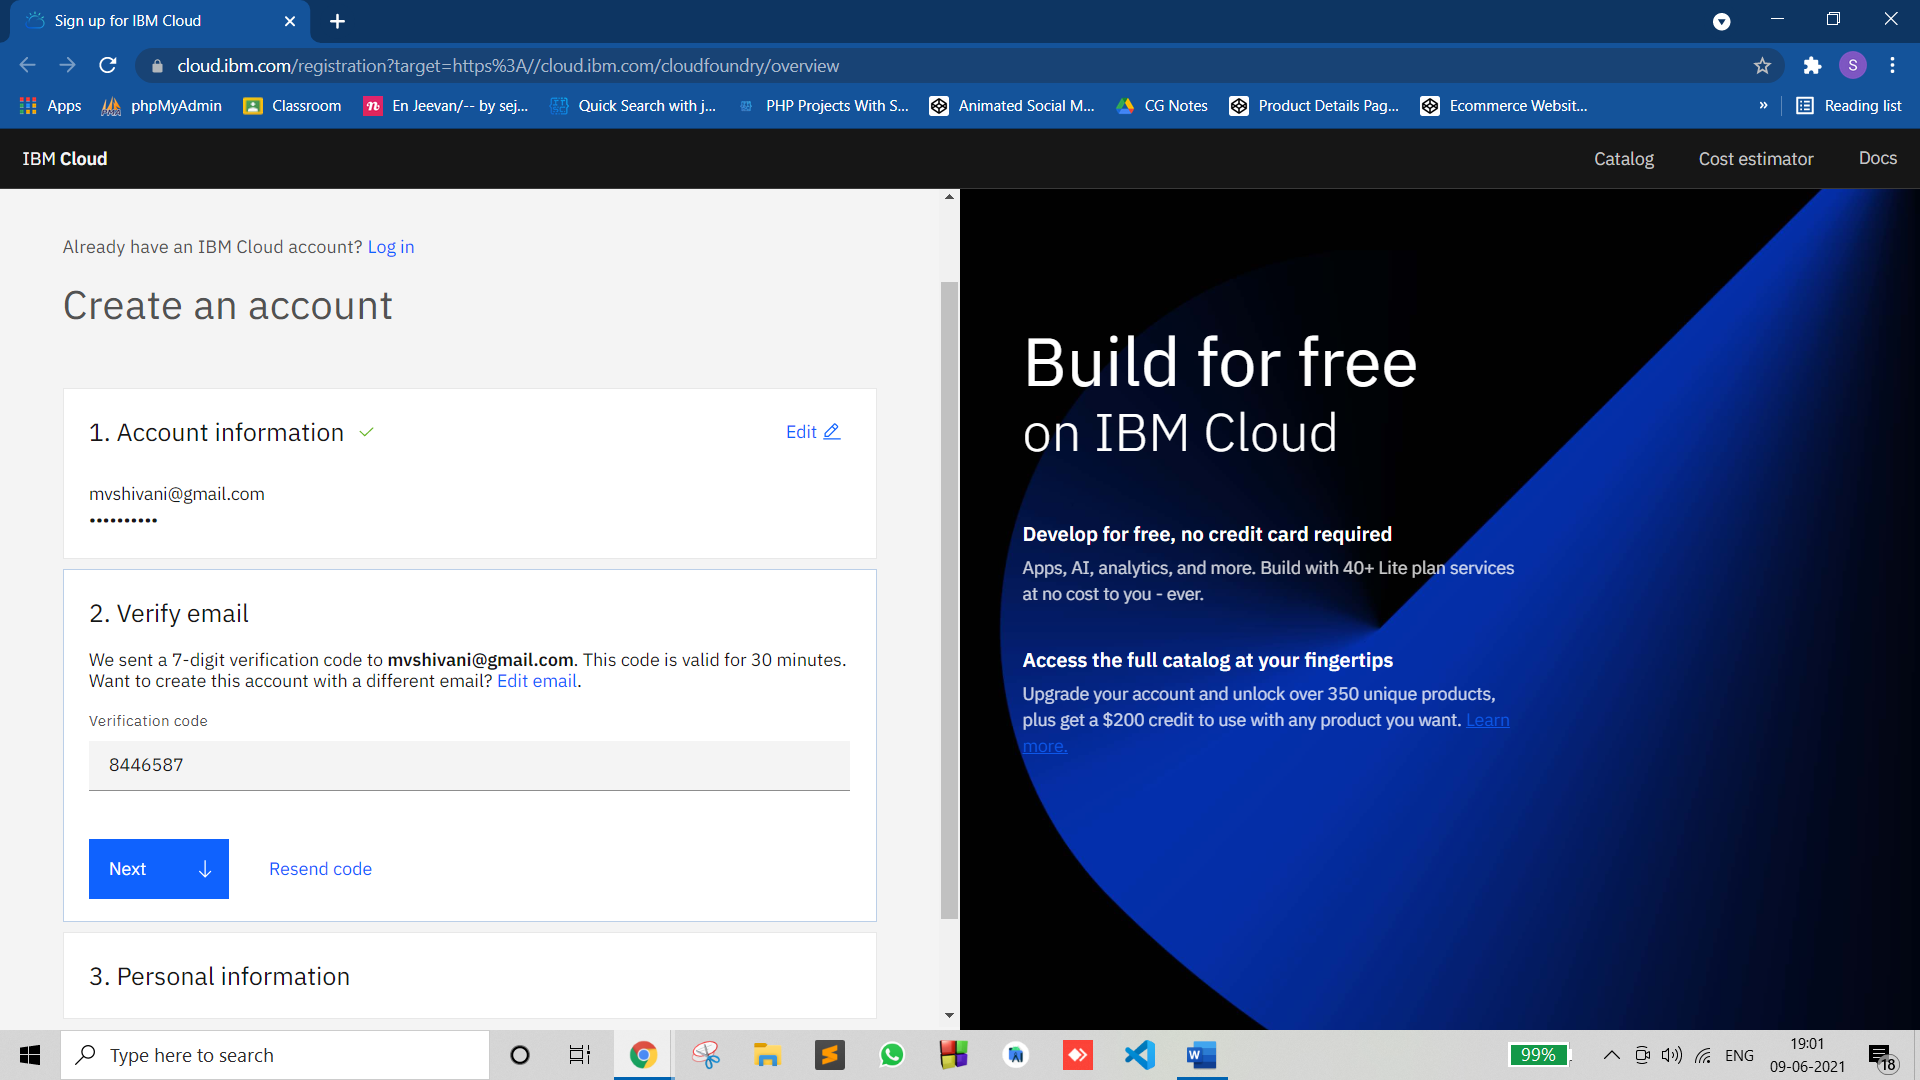 Sign up for IBM Cloud
cloud.ibm.com/registration?target=https%3A//cloud.ibm.com/cloudfoundry/overview
S
Apps
phpMyAdmin
Classroom
n
En Jeevan/-- by sej...
Quick Search with j...
PHP Projects With S...
Animated Social M...
CG Notes
Product Details Pag...
Ecommerce Websit...
»
Reading list
IBM Cloud
Catalog
Cost estimator
Docs
Already have an IBM Cloud account? Log in
Create an account
1. Account information
Edit
mvshivani@gmail.com
••••••••••
2. Verify email
We sent a 7-digit verification code to mvshivani@gmail.com. This code is valid for 30 minutes.
Want to create this account with a different email? Edit email.
Verification code
8446587
Next
Resend code
3. Personal information
Build for free
on IBM Cloud
Develop for free, no credit card required
Apps, AI, analytics, and more. Build with 40+ Lite plan services
at no cost to you - ever.
Access the full catalog at your fingertips
Upgrade your account and unlock over 350 unique products,
plus get a $200 credit to use with any product you want. Learn
more.
Type here to search
99%
ENG
19:01
09-06-2021
18